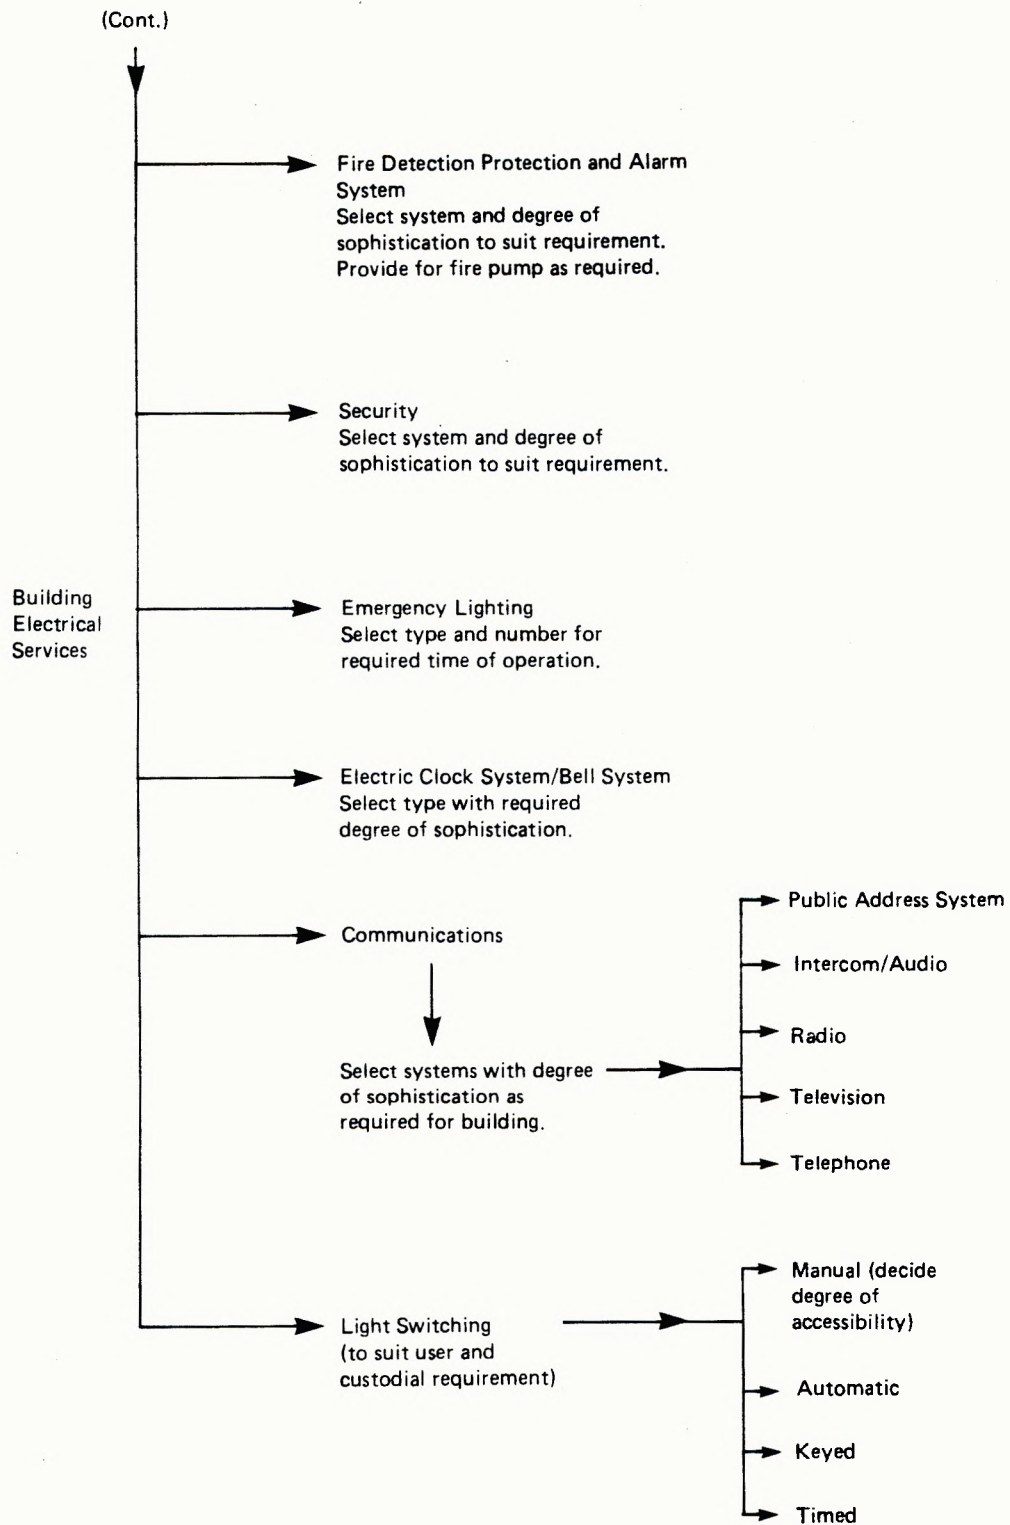 (Cont.)
Fire Detection Protection and Alarm
System
Select system and degree of
sophistication to suit requirement.
Provide for fire pump as required.
Security
Select system and degree of
sophistication to suit requirement.
Building
Electrical
Services
Emergency Lighting
Select type and number for
required time of operation.
Electric Clock System/Bell System
Select type with required
degree of sophistication.
Communications
Select systems with degree
of sophistication as
required for building.
Public Address System
Intercom/Audio
Radio
Television
Telephone
Light Switching
(to suit user and
custodial requirement)
Manual (decide
degree of
accessibility)
Automatic
Keyed
Timed